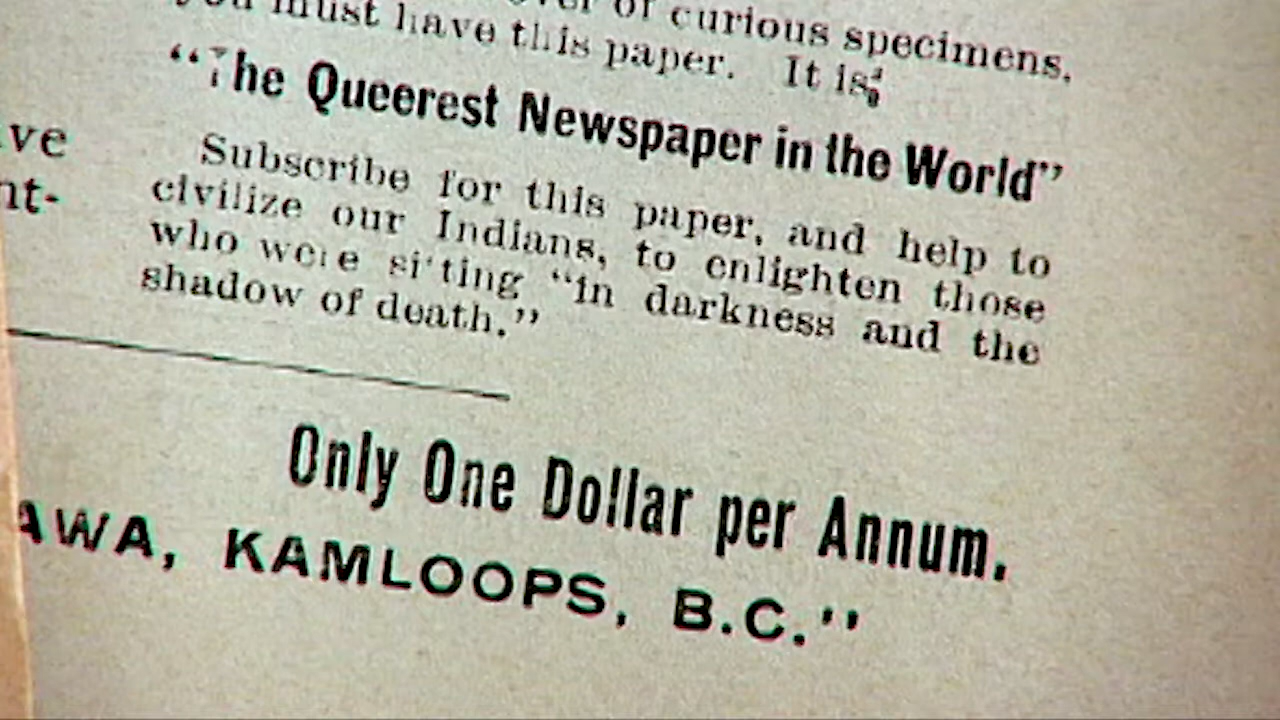 of curious specimens,
you must have this paper. It is
"The Queerest Newspaper in the World"
Subscribe for this paper, and help to
civilize our Indians, to enlighten those
who were sitting "in darkness and the
shadow of death."
ve
nt-
Only One Dollar per Annum.
AWA, KAMLOOPS, B.C."